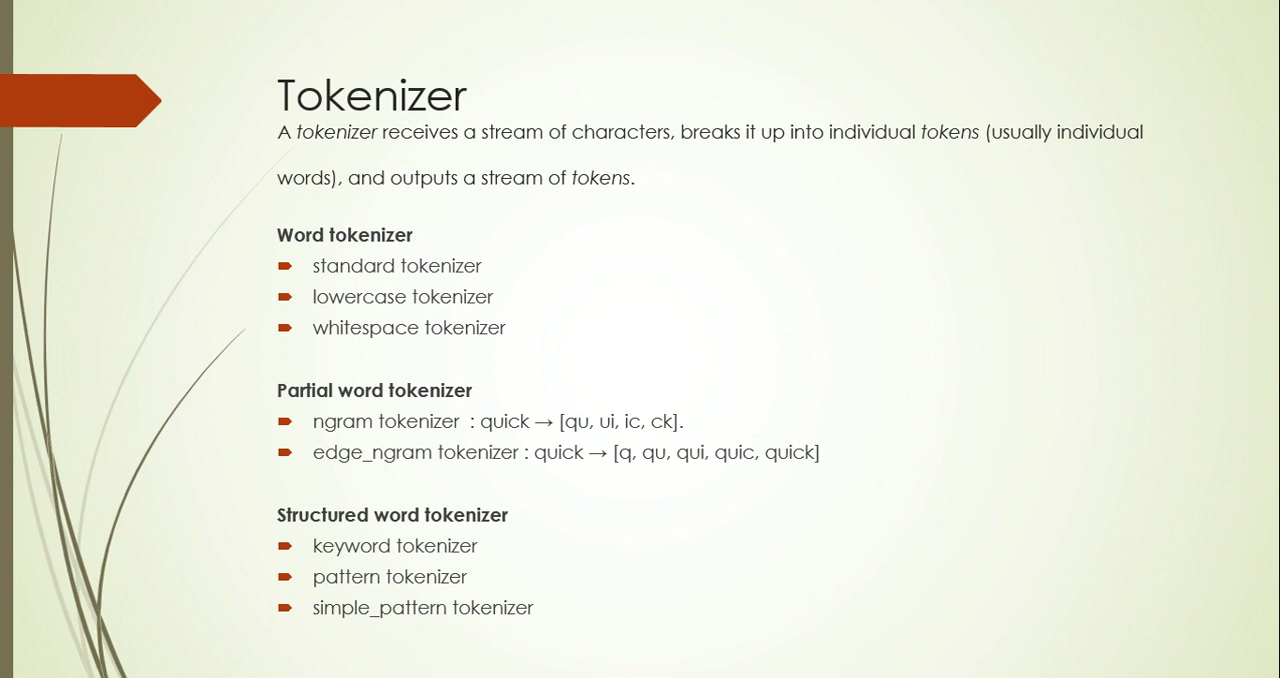 Tokenizer
A tokenizer receives a stream of characters, breaks it up into individual tokens (usually individual
words), and outputs a stream of tokens.
Word tokenizer
standard tokenizer
lowercase tokenizer
whitespace tokenizer
Partial word tokenizer
ngram tokenizer : quick → [qu, ui, ic, ck].
edge_ngram tokenizer : quick → [q, qu, qui, quic, quick]
Structured word tokenizer
keyword tokenizer
pattern tokenizer
simple_pattern tokenizer